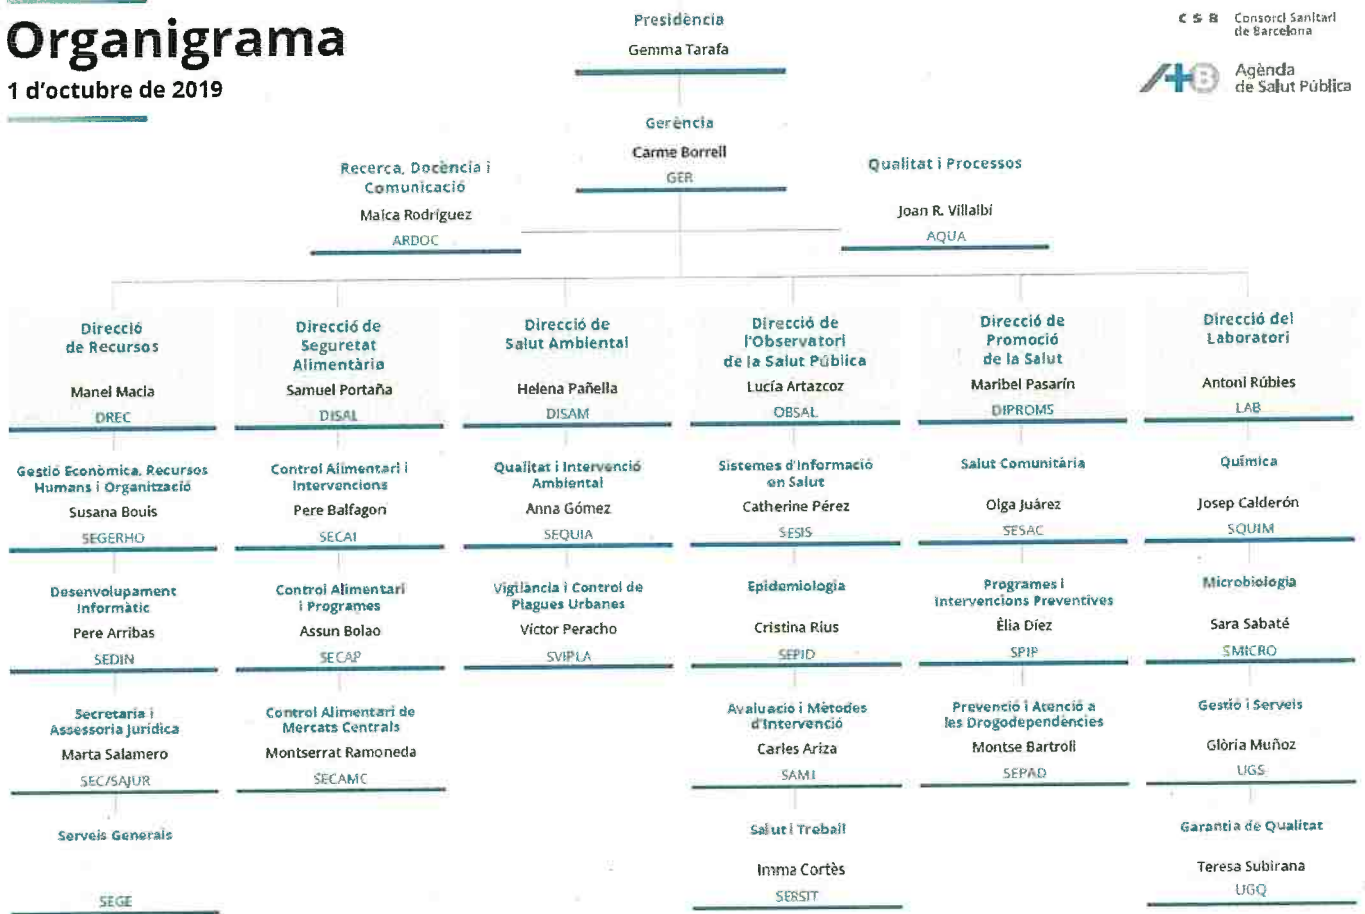 Organigrama
1 d'octubre de 2019
Presidència
Gemma Tarafa
C S B Consorci Sanitari
de Barcelona
Agència
de Salut Pública
Gerència
Carme Borrell
GER
Recerca, Docència i
Comunicació
Maica Rodríguez
ARDOC
Qualitat i Processos
Joan R. Villalbí
AQUA
Direcció
de Recursos
Manel Macia
DREC
Gestió Econòmica, Recursos
Humans i Organització
Susana Bouis
SEGERHO
Desenvolupament
Informàtic
Pere Arribas
SEDIN
Secretaria i
Assessoria Jurídica
Marta Salamero
SEC/SAJUR
Serveis Generals
SEGE
Direcció de
Seguretat
Alimentària
Samuel Portaña
DISAL
Control Alimentari i
Intervencions
Pere Balfagon
SECAI
Control Alimentari
i Programes
Assun Bolao
SECAP
Control Alimentari de
Mercats Centrals
Montserrat Ramoneda
SECAMC
Direcció de
Salut Ambiental
Helena Pañella
DISAM
Qualitat i Intervenció
Ambiental
Anna Gómez
SEQUIA
Vigilància i Control de
Plagues Urbanes
Víctor Peracho
SVIPLA
Direcció de
l'Observatori
de la Salut Pública
Lucía Artazcoz
OBSAL
Sistemes d'Informació
en Salut
Catherine Pérez
SESIS
Epidemiologia
Cristina Rius
SEPID
Avaluació i Mètodes
d'Intervenció
Carles Ariza
SAMI
Salut i Treball
Imma Cortès
SERSIT
Direcció de
Promoció
de la Salut
Maribel Pasarín
DIPROMS
Salut Comunitària
Olga Juárez
SESAC
Programes i
Intervencions Preventives
Èlia Díez
SPIP
Prevenció i Atenció a
les Drogodependències
Montse Bartroli
SEPAD
Direcció del
Laboratori
Antoni Rúbies
LAB
Química
Josep Calderón
SQUIM
Microbiologia
Sara Sabaté
SMICRO
Gestió i Serveis
Glòria Muñoz
UGS
Garantia de Qualitat
Teresa Subirana
UGQ